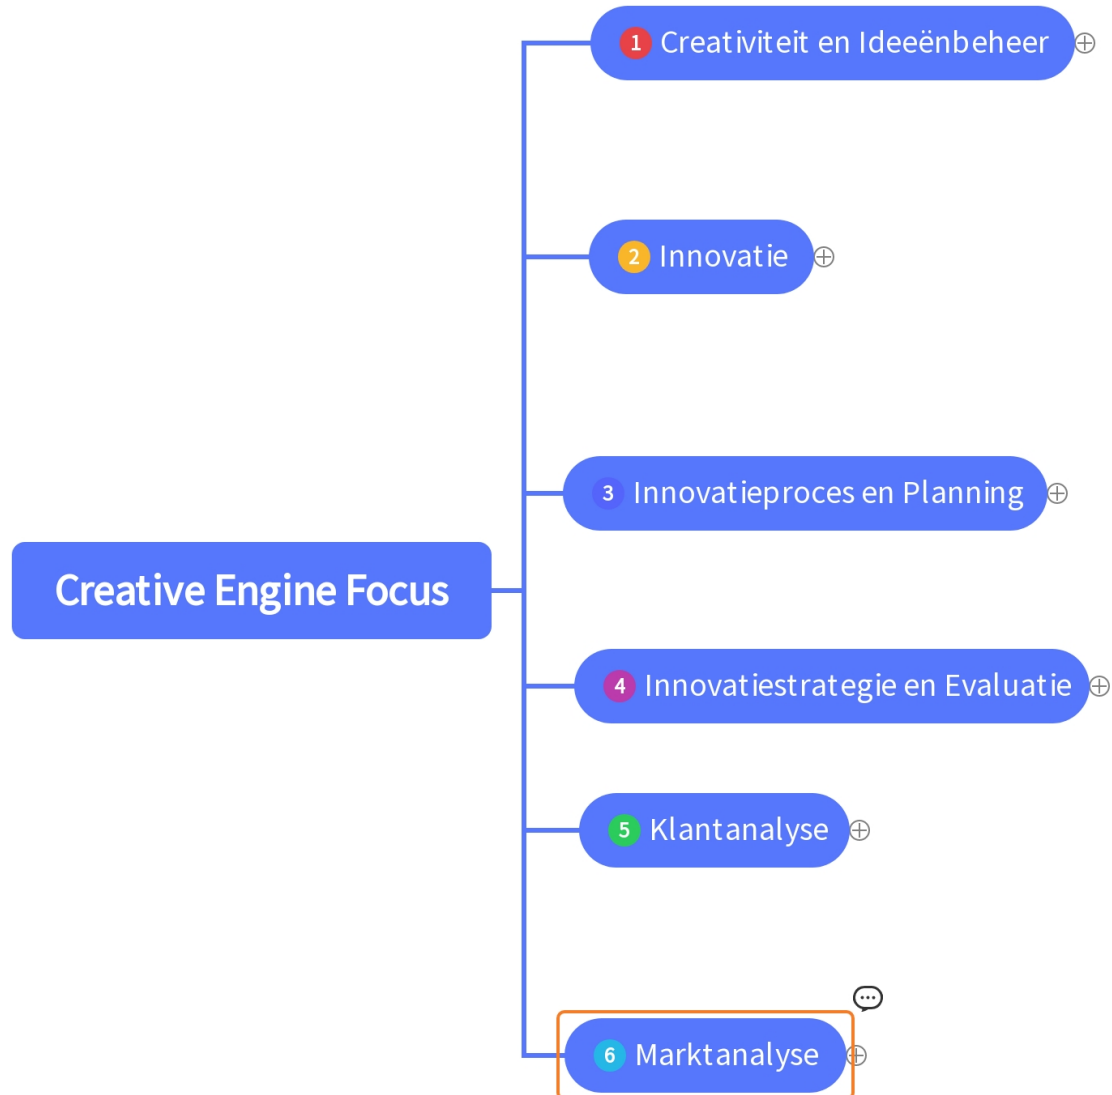 1 Creativiteit en Ideeënbeheer
2 Innovatie
3 Innovatieproces en Planning
Creative Engine Focus
4 Innovatiestrategie en Evaluatie
5 Klantanalyse
6 Marktanalyse